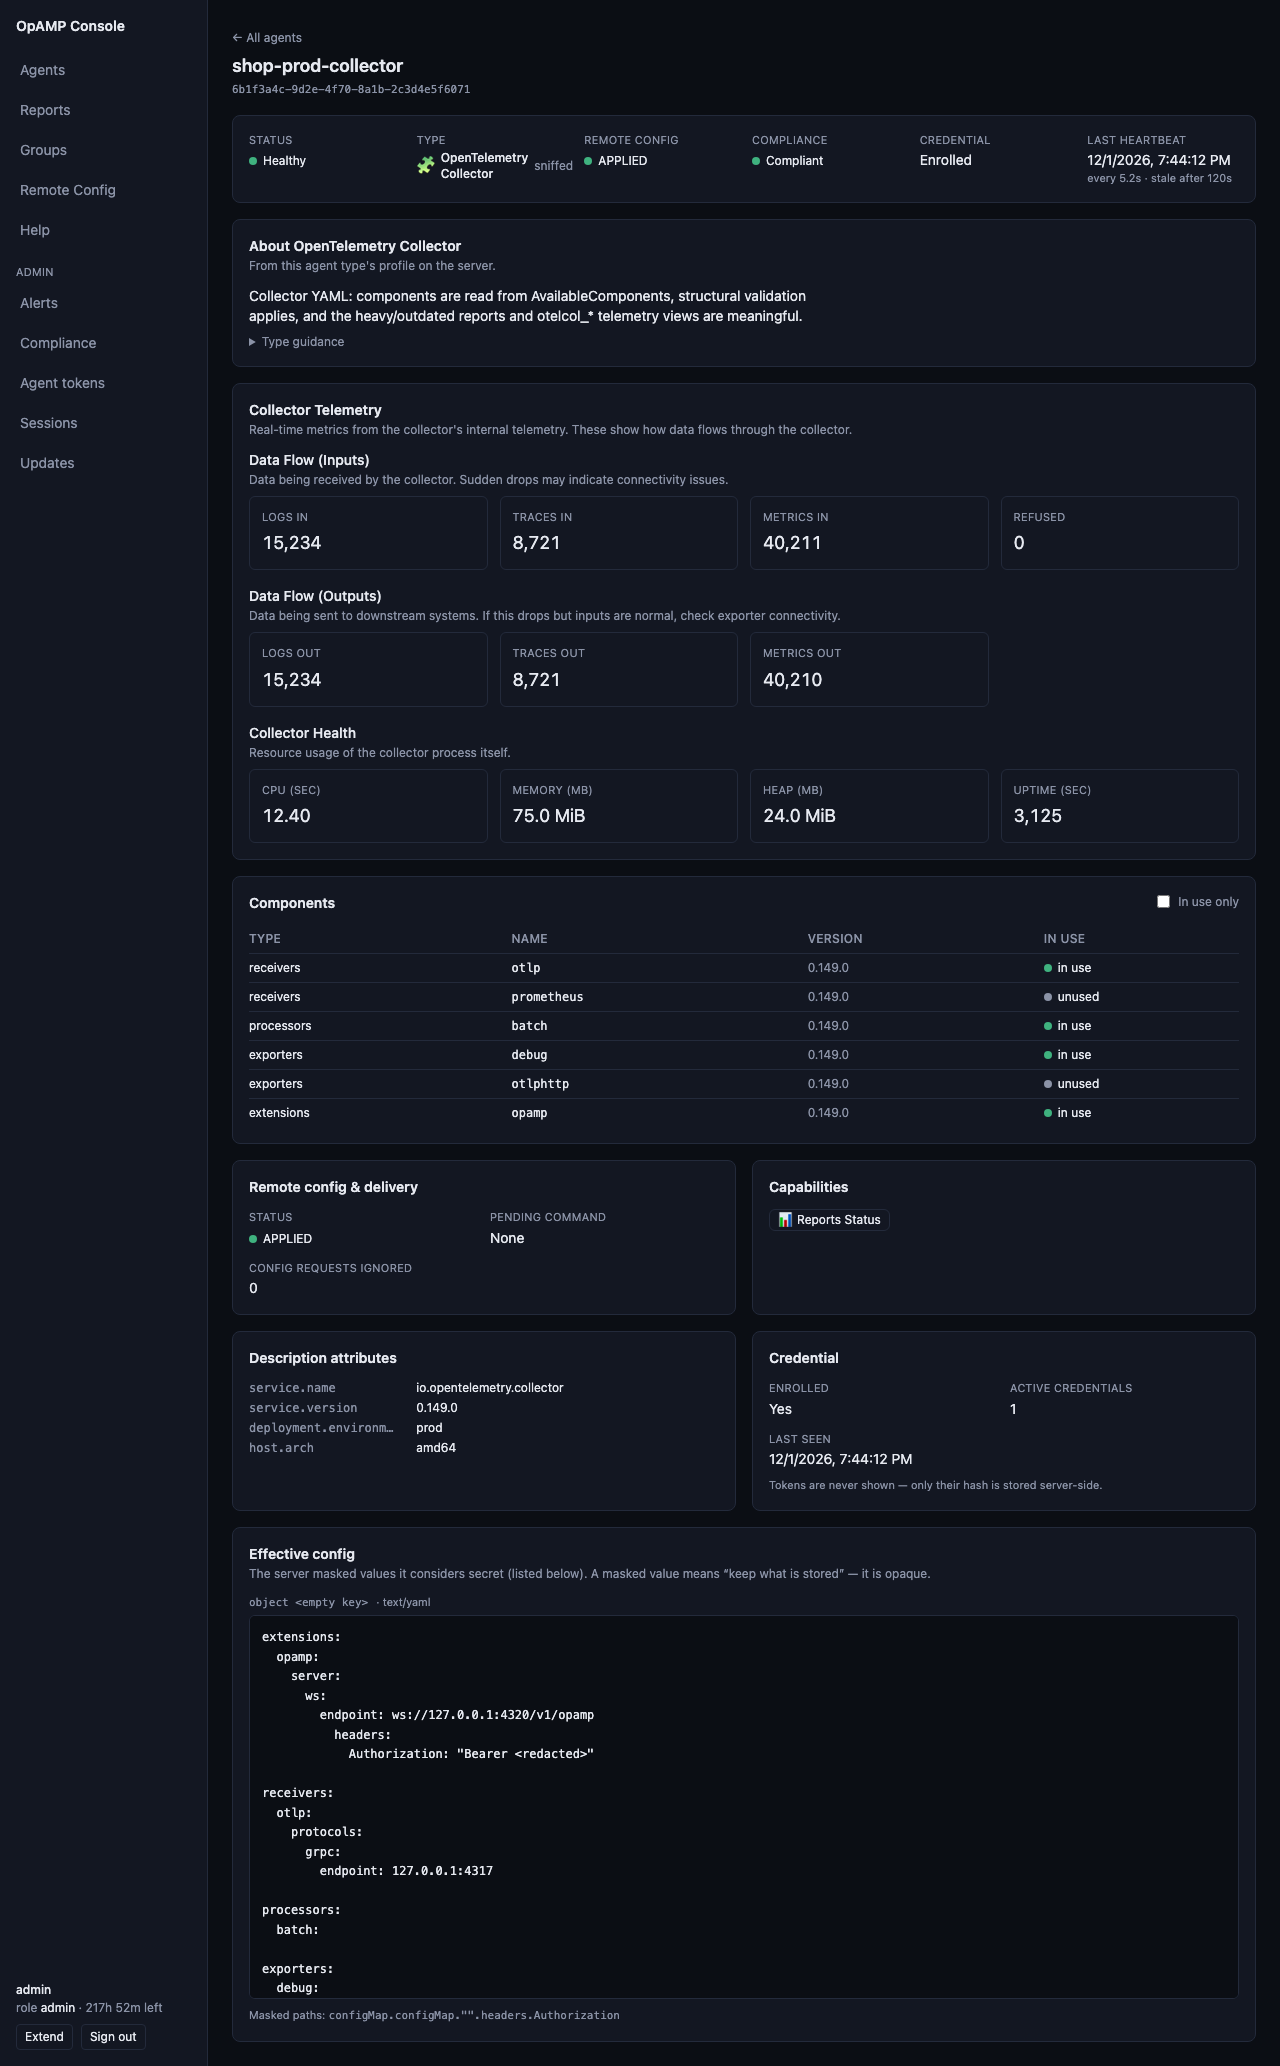 OpAMP Console
Agents
Reports
Groups
Remote Config
Help
ADMIN
Alerts
Compliance
Agent tokens
Sessions
Updates
admin
role admin · 217h 52m left
Extend
Sign out
← All agents
shop-prod-collector
6b1f3a4c-9d2e-4f70-8a1b-2c3d4e5f6071
STATUS
Healthy
TYPE
OpenTelemetry
Collector
sniffed
REMOTE CONFIG
APPLIED
COMPLIANCE
Compliant
CREDENTIAL
Enrolled
LAST HEARTBEAT
12/1/2026, 7:44:12 PM
every 5.2s · stale after 120s
About OpenTelemetry Collector
From this agent type's profile on the server.
Collector YAML: components are read from AvailableComponents, structural validation
applies, and the heavy/outdated reports and otelcol_* telemetry views are meaningful.
▶ Type guidance
Collector Telemetry
Real-time metrics from the collector's internal telemetry. These show how data flows through the collector.
Data Flow (Inputs)
Data being received by the collector. Sudden drops may indicate connectivity issues.
LOGS IN
15,234
TRACES IN
8,721
METRICS IN
40,211
REFUSED
0
Data Flow (Outputs)
Data being sent to downstream systems. If this drops but inputs are normal, check exporter connectivity.
LOGS OUT
15,234
TRACES OUT
8,721
METRICS OUT
40,210
Collector Health
Resource usage of the collector process itself.
CPU (SEC)
12.40
MEMORY (MB)
75.0 MiB
HEAP (MB)
24.0 MiB
UPTIME (SEC)
3,125
Components
In use only
TYPE NAME VERSION IN USE
receivers otlp 0.149.0 in use
receivers prometheus 0.149.0 unused
processors batch 0.149.0 in use
exporters debug 0.149.0 in use
exporters otlphttp 0.149.0 unused
extensions opamp 0.149.0 in use
Remote config & delivery
STATUS
APPLIED
PENDING COMMAND
None
CONFIG REQUESTS IGNORED
0
Capabilities
Reports Status
Description attributes
service.name io.opentelemetry.collector
service.version 0.149.0
deployment.environm… prod
host.arch amd64
Credential
ENROLLED
Yes
ACTIVE CREDENTIALS
1
LAST SEEN
12/1/2026, 7:44:12 PM
Tokens are never shown — only their hash is stored server-side.
Effective config
The server masked values it considers secret (listed below). A masked value means “keep what is stored” — it is opaque.
object <empty key> · text/yaml
extensions:
  opamp:
    server:
      ws:
        endpoint: ws://127.0.0.1:4320/v1/opamp
          headers:
            Authorization: "Bearer <redacted>"
receivers:
  otlp:
    protocols:
      grpc:
        endpoint: 127.0.0.1:4317
processors:
  batch:
exporters:
  debug:
Masked paths: configMap.configMap."".headers.Authorization